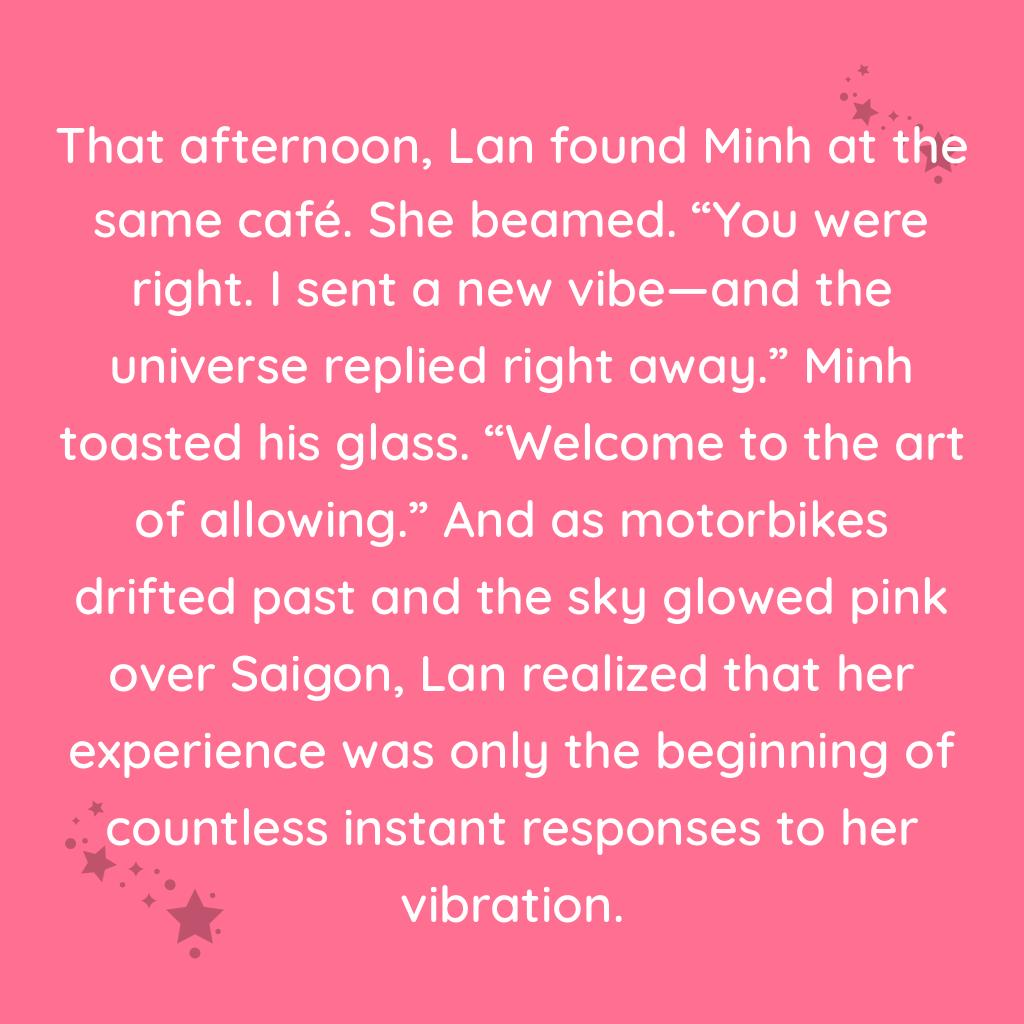 That afternoon, Lan found Minh at the
same café. She beamed. “You were
right. I sent a new vibe—and the
universe replied right away.” Minh
toasted his glass. “Welcome to the art
of allowing.” And as motorbikes
drifted past and the sky glowed pink
over Saigon, Lan realized that her
experience was only the beginning of
countless instant responses to her
vibration.